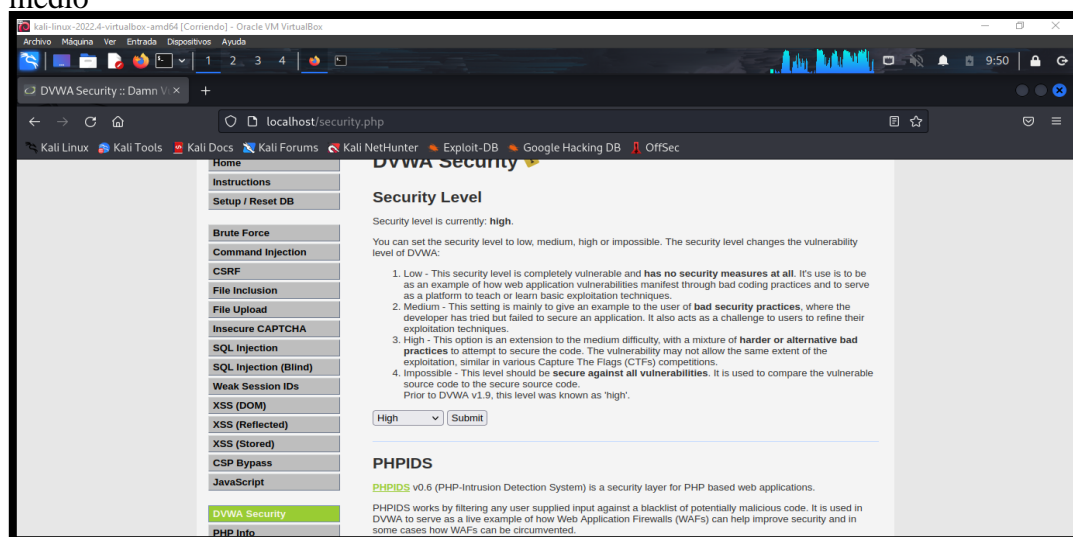 medio
kali-linux-2022.4-virtualbox-amd64 [Corriendo] - Oracle VM VirtualBox
Archivo Máquina Ver Entrada Dispositivos Ayuda
1 2 3 4 9:50
DVWA Security :: Damn Vu
localhost/security.php
Kali Linux Kali Tools Kali Docs Kali Forums Kali NetHunter Exploit-DB Google Hacking DB OffSec
Home
Instructions
Setup / Reset DB
Brute Force
Command Injection
CSRF
File Inclusion
File Upload
Insecure CAPTCHA
SQL Injection
SQL Injection (Blind)
Weak Session IDs
XSS (DOM)
XSS (Reflected)
XSS (Stored)
CSP Bypass
JavaScript
DVWA Security
PHP Info
DVWA Security
Security Level
Security level is currently: high.
You can set the security level to low, medium, high or impossible. The security level changes the vulnerability
level of DVWA:
1. Low - This security level is completely vulnerable and has no security measures at all. It's use is to be
as an example of how web application vulnerabilities manifest through bad coding practices and to serve
as a platform to teach or learn basic exploitation techniques.
2. Medium - This setting is mainly to give an example to the user of bad security practices, where the
developer has tried but failed to secure an application. It also acts as a challenge to users to refine their
exploitation techniques.
3. High - This option is an extension to the medium difficulty, with a mixture of harder or alternative bad
practices to attempt to secure the code. The vulnerability may not allow the same extent of the
exploitation, similar in various Capture The Flags (CTFs) competitions.
4. Impossible - This level should be secure against all vulnerabilities. It is used to compare the vulnerable
source code to the secure source code.
Prior to DVWA v1.9, this level was known as 'high'.
High Submit
PHPIDS
PHPIDS v0.6 (PHP-Intrusion Detection System) is a security layer for PHP based web applications.
PHPIDS works by filtering any user supplied input against a blacklist of potentially malicious code. It is used in
DVWA to serve as a live example of how Web Application Firewalls (WAFs) can help improve security and in
some cases how WAFs can be circumvented.